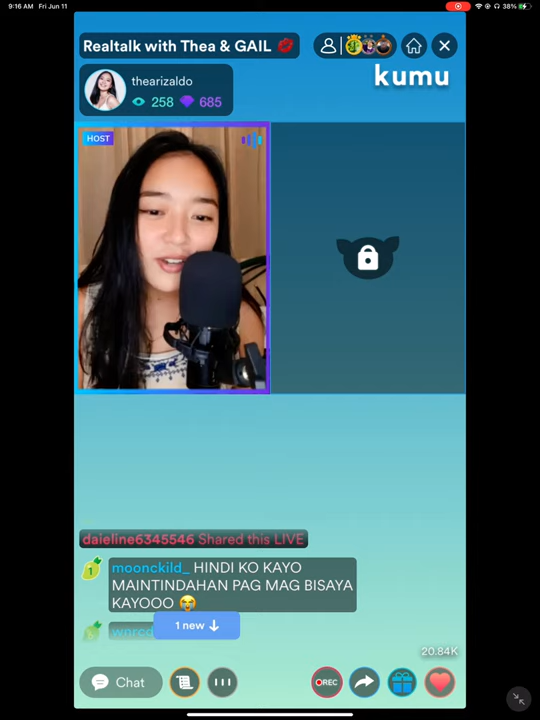 9:16 AM Fri Jun 11
38%
Realtalk with Thea & GAIL 💋
kumu
thearizaldo
258 685
HOST
daieline6345546 Shared this LIVE
1
moonckild_ HINDI KO KAYO
MAINTINDAHAN PAG MAG BISAYA
KAYOOO 😭
1 new ↓
20.84K
Chat
REC